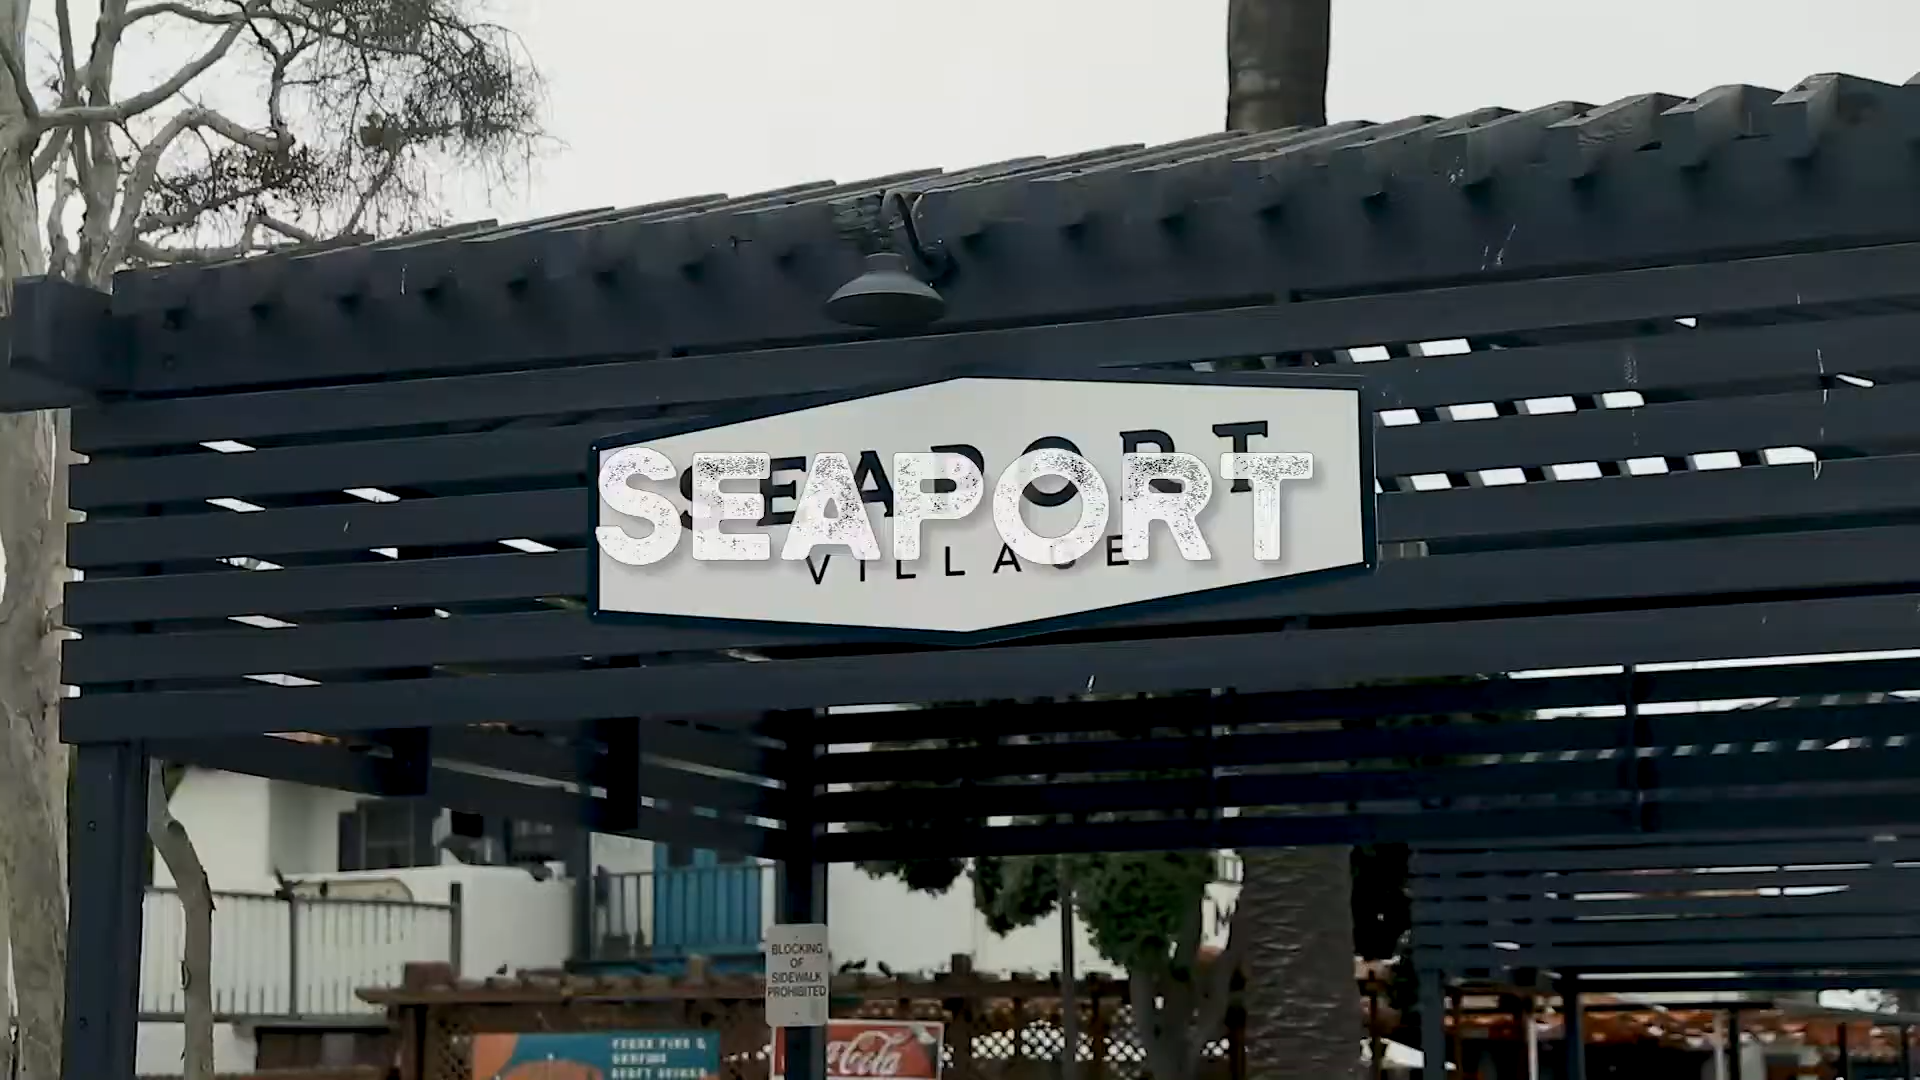 SEAPORT
SEAPORT
VILLAGE
BLOCKING
OF
SIDEWALK
PROHIBITED
Coca-Cola